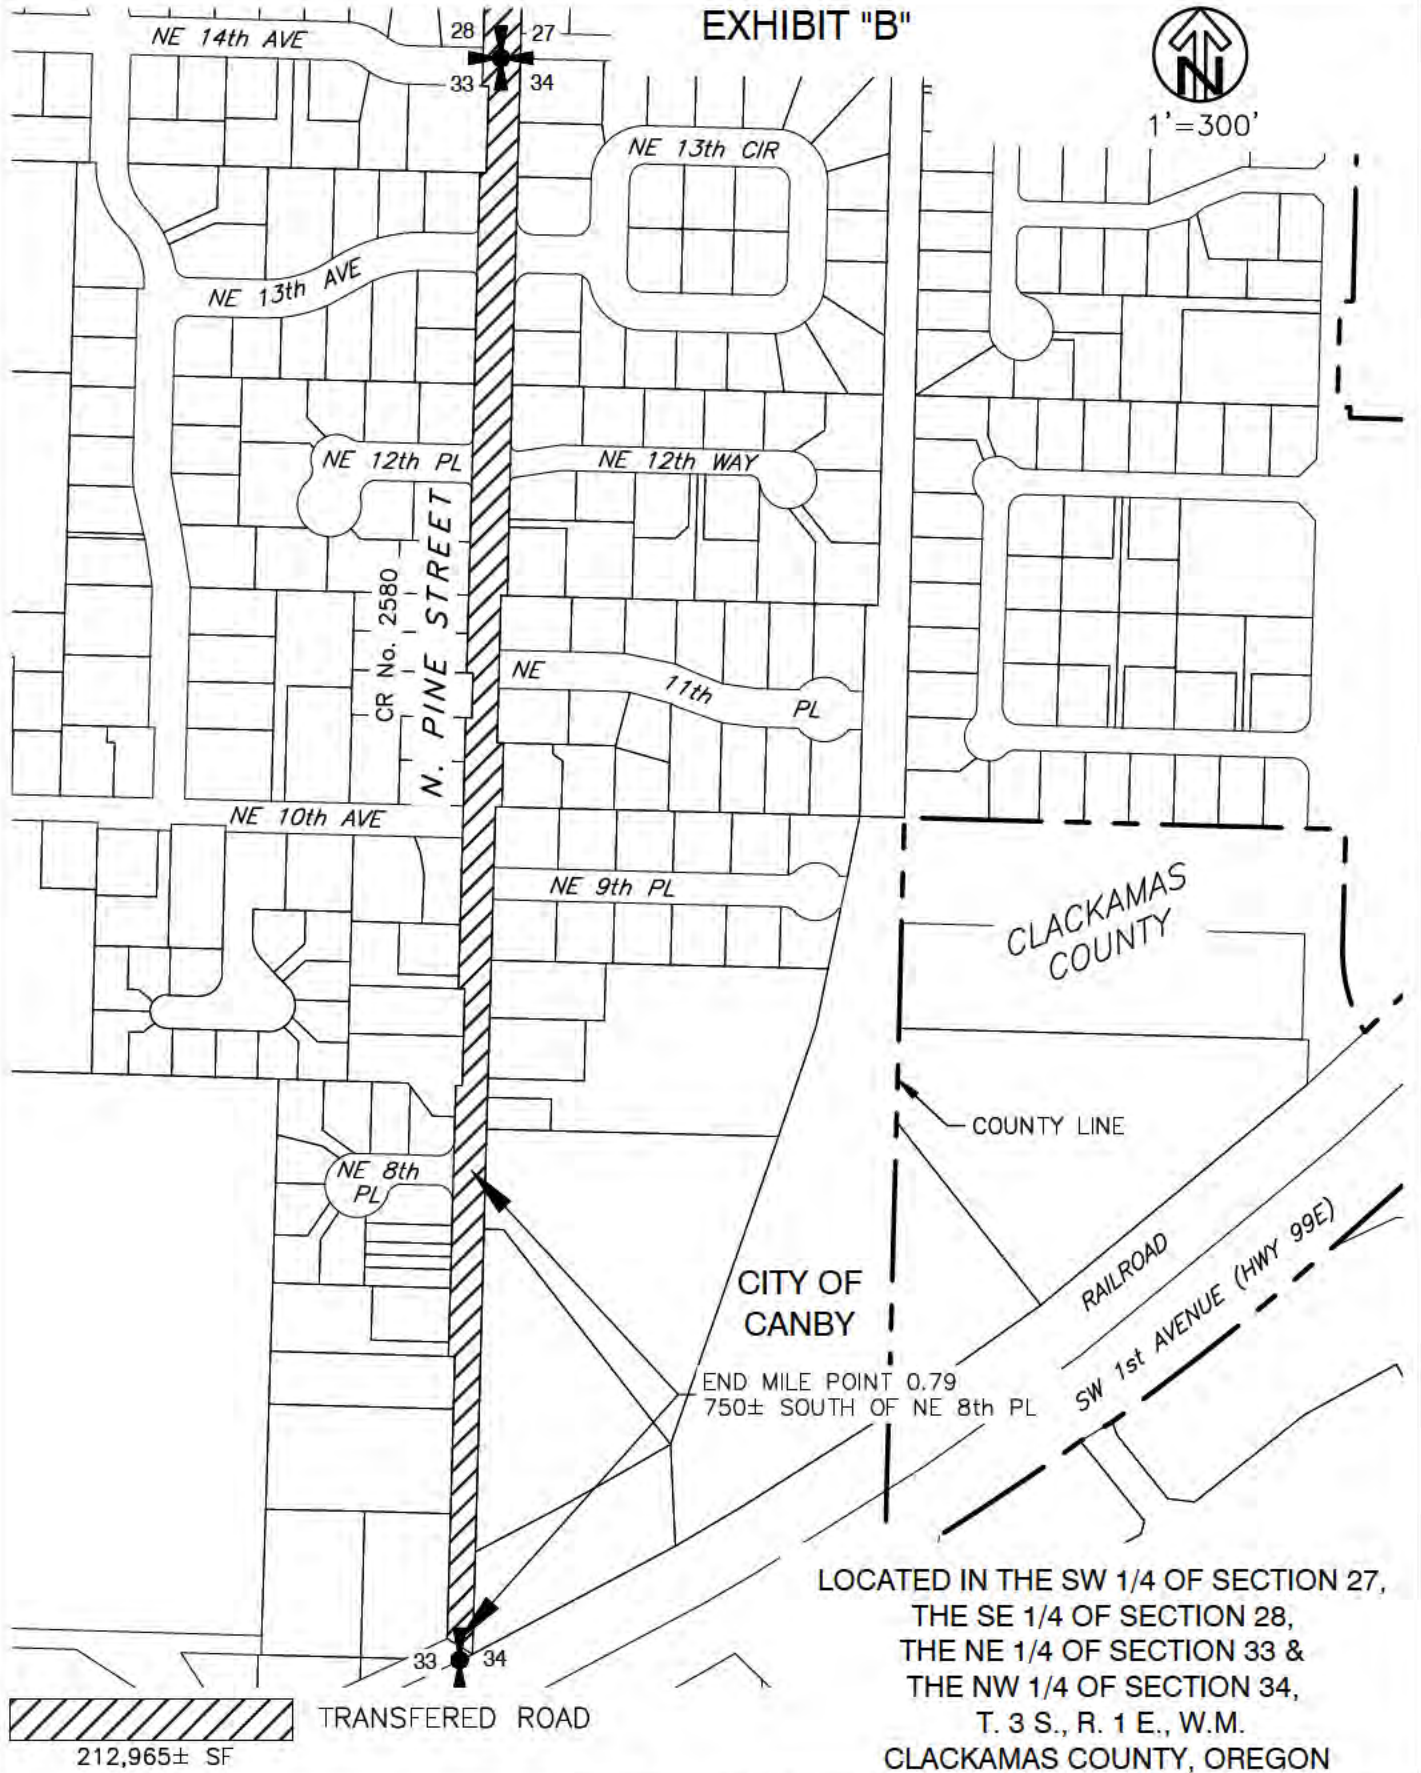 EXHIBIT "B"
N
1'=300'
NE 14th AVE
28
27
33
34
NE 13th CIR
NE 13th AVE
NE 12th PL
NE 12th WAY
CR No. 2580
N. PINE STREET
NE 11th PL
NE 10th AVE
NE 9th PL
CLACKAMAS
COUNTY
COUNTY LINE
NE 8th
PL
RAILROAD
SW 1st AVENUE (HWY 99E)
CITY OF
CANBY
END MILE POINT 0.79
750± SOUTH OF NE 8th PL
33
34
TRANSFERED ROAD
212,965± SF
LOCATED IN THE SW 1/4 OF SECTION 27,
THE SE 1/4 OF SECTION 28,
THE NE 1/4 OF SECTION 33 &
THE NW 1/4 OF SECTION 34,
T. 3 S., R. 1 E., W.M.
CLACKAMAS COUNTY, OREGON